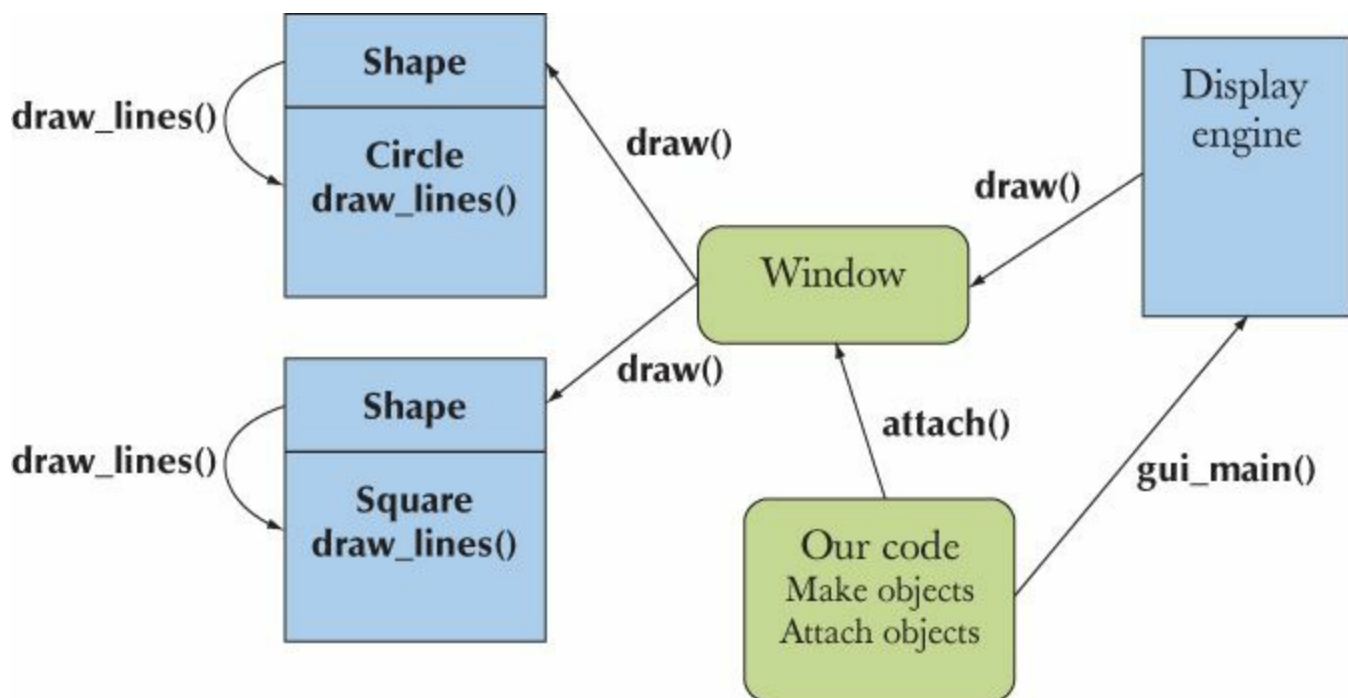 Shape
draw_lines()
Circle
draw_lines()
draw()
Display
engine
draw()
Window
draw()
Shape
draw_lines()
Square
draw_lines()
attach()
gui_main()
Our code
Make objects
Attach objects